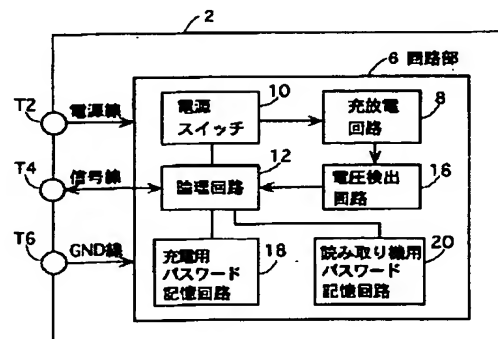 2
6 回路部
T2
電源線
電源
スイッチ
10
充放電
回路
8
T4
信号線
論理回路
12
電圧検出
回路
16
T6
GND線
充電用
パスワード
記憶回路
18
読み取り機用
パスワード
記憶回路
20